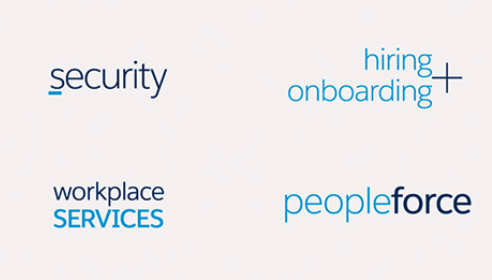 security
hiring
onboarding
+
workplace
SERVICES
peopleforce